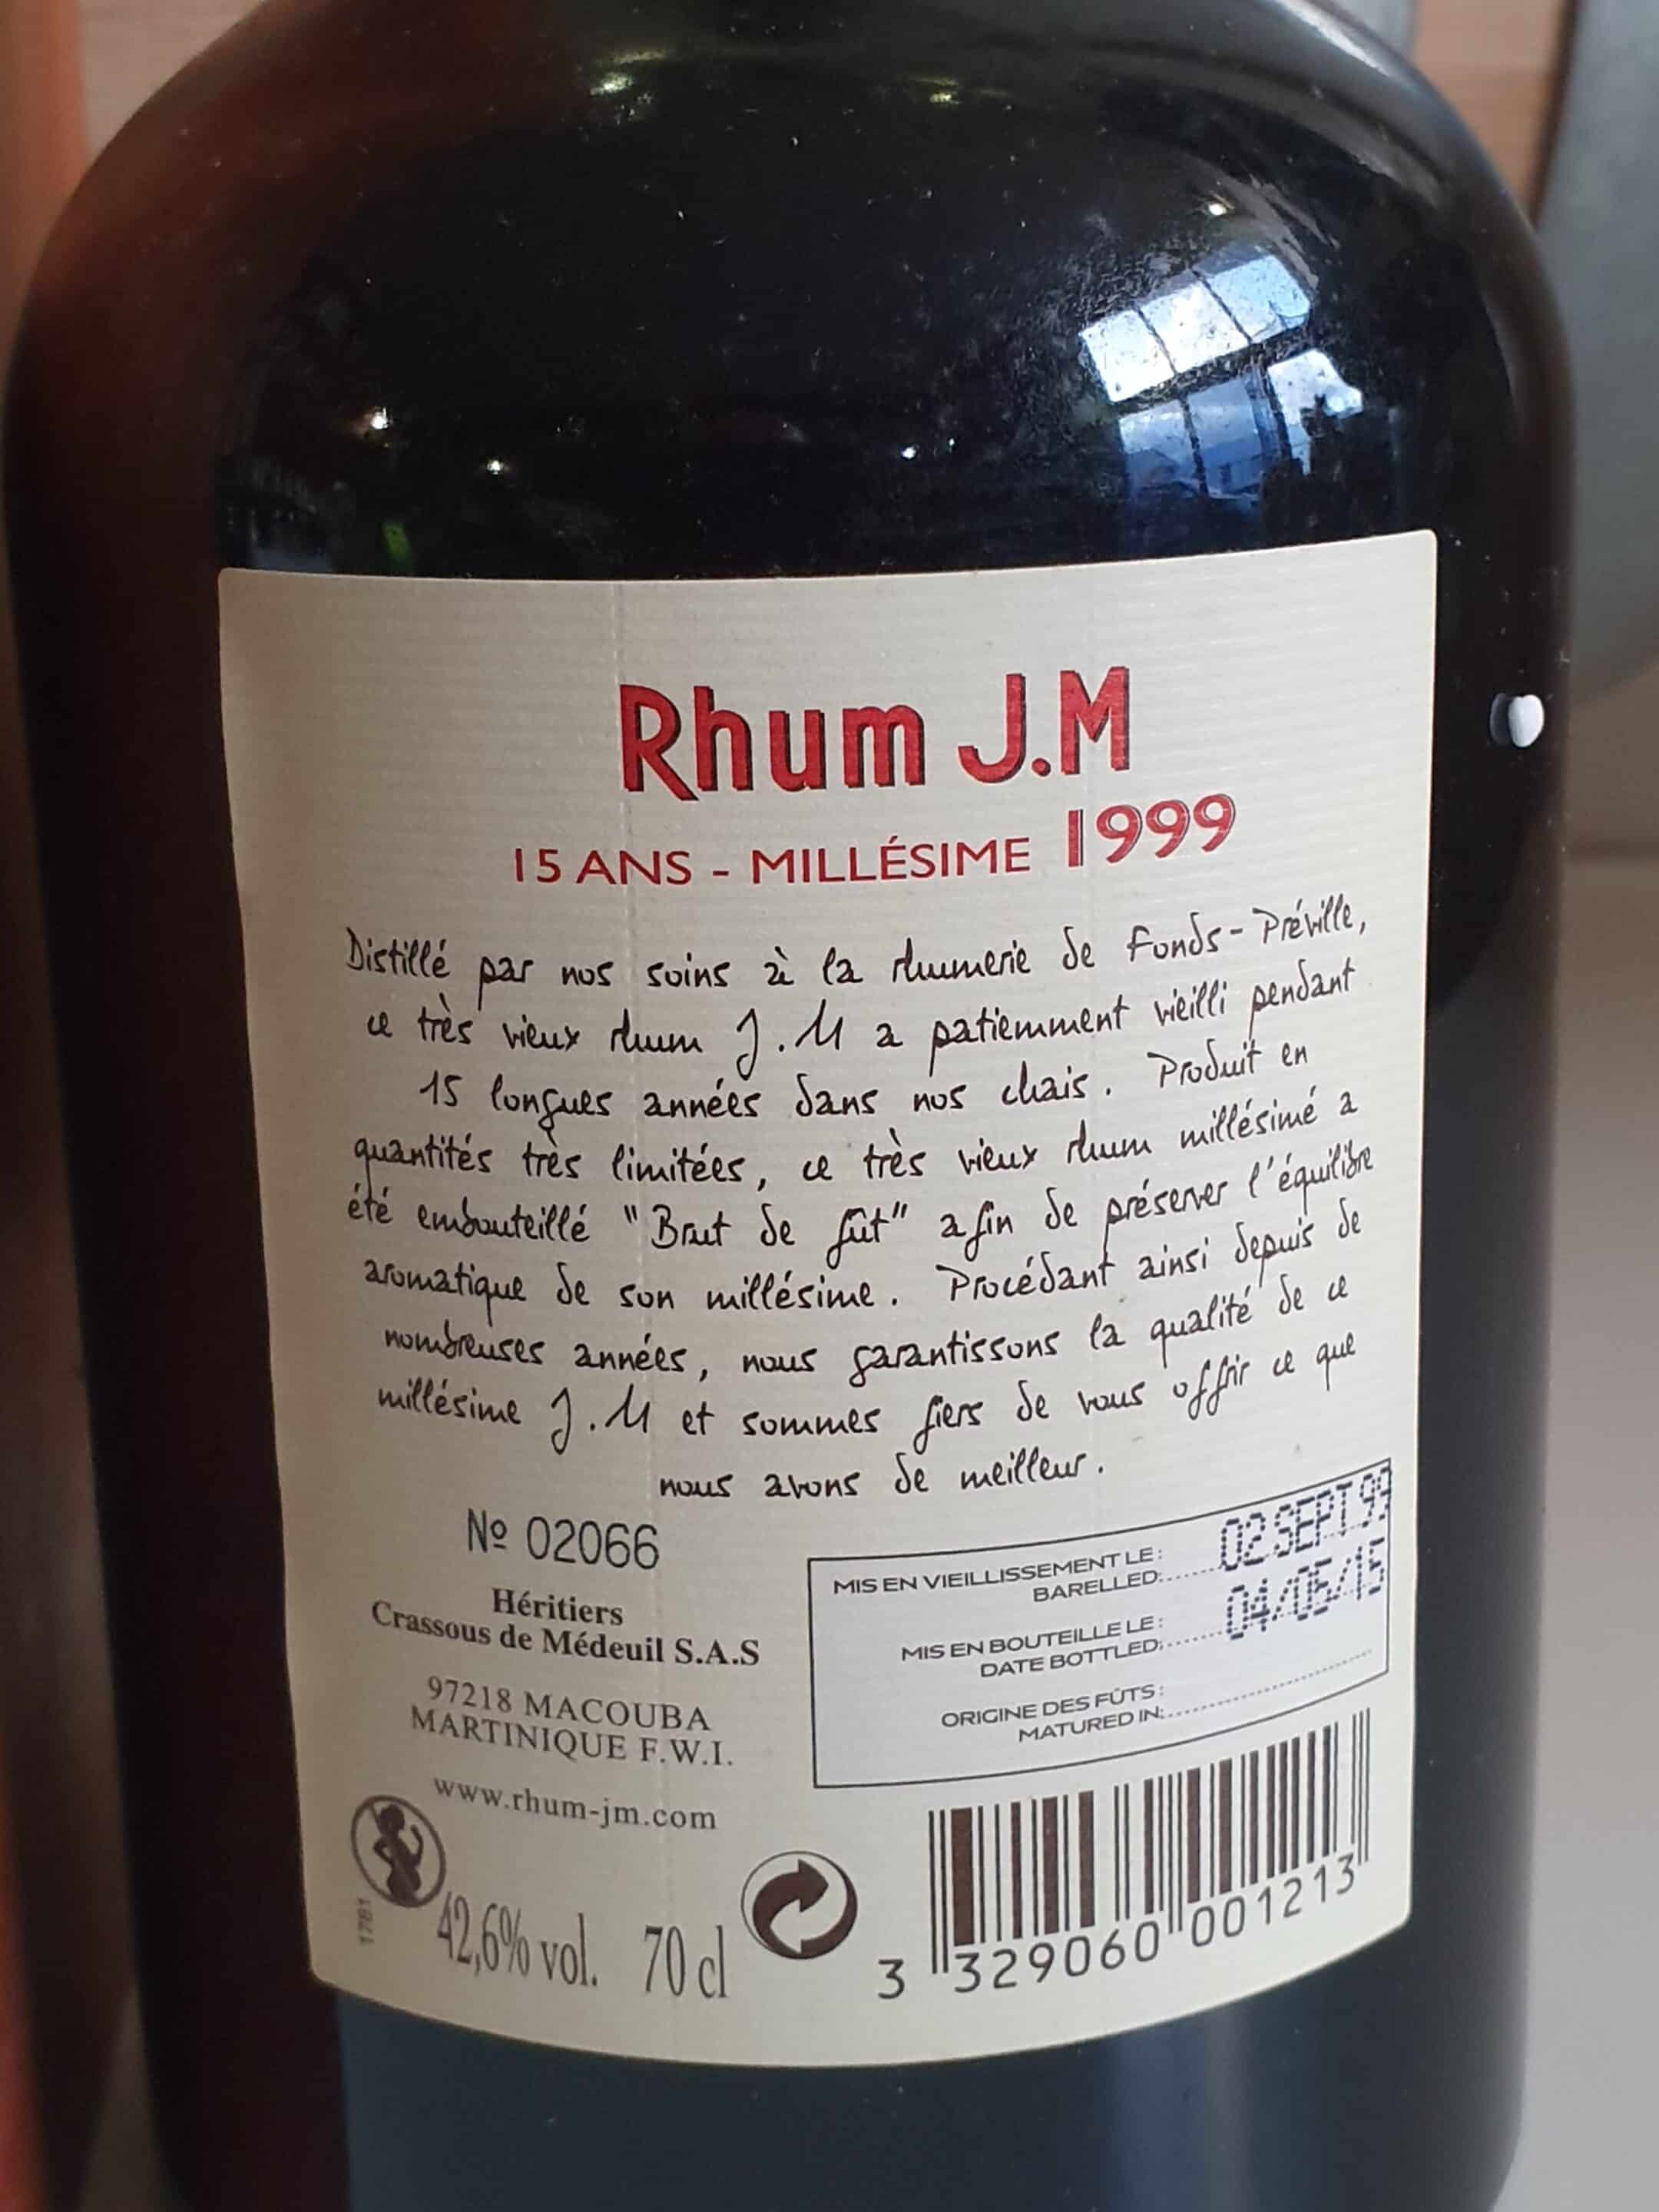 Rhum J.M
15 ANS - MILLÉSIME 1999
Distillé par nos soins à la rhumerie de Fonds-Préville,
ce très vieux rhum J.M a patiemment vieilli pendant
15 longues années dans nos chais. Produit en
quantités très limitées, ce très vieux rhum millésimé a
été embouteillé "Brut de fût" afin de préserver l'équilibre
aromatique de son millésime. Procédant ainsi depuis de
nombreuses années, nous garantissons la qualité de ce
millésime J.M et sommes fiers de vous offrir ce que
nous avons de meilleur.
Nº 02066
Héritiers
Crassous de Médeuil S.A.S
97218 MACOUBA
MARTINIQUE F.W.I.
www.rhum-jm.com
MIS EN VIEILLISSEMENT LE :
BARELLED:...... 02 SEPT 99
MIS EN BOUTEILLE LE :
DATE BOTTLED:...... 04/05/15
ORIGINE DES FÛTS :
MATURED IN:......
1781
42,6% vol. 70 cl
3 329060 001213